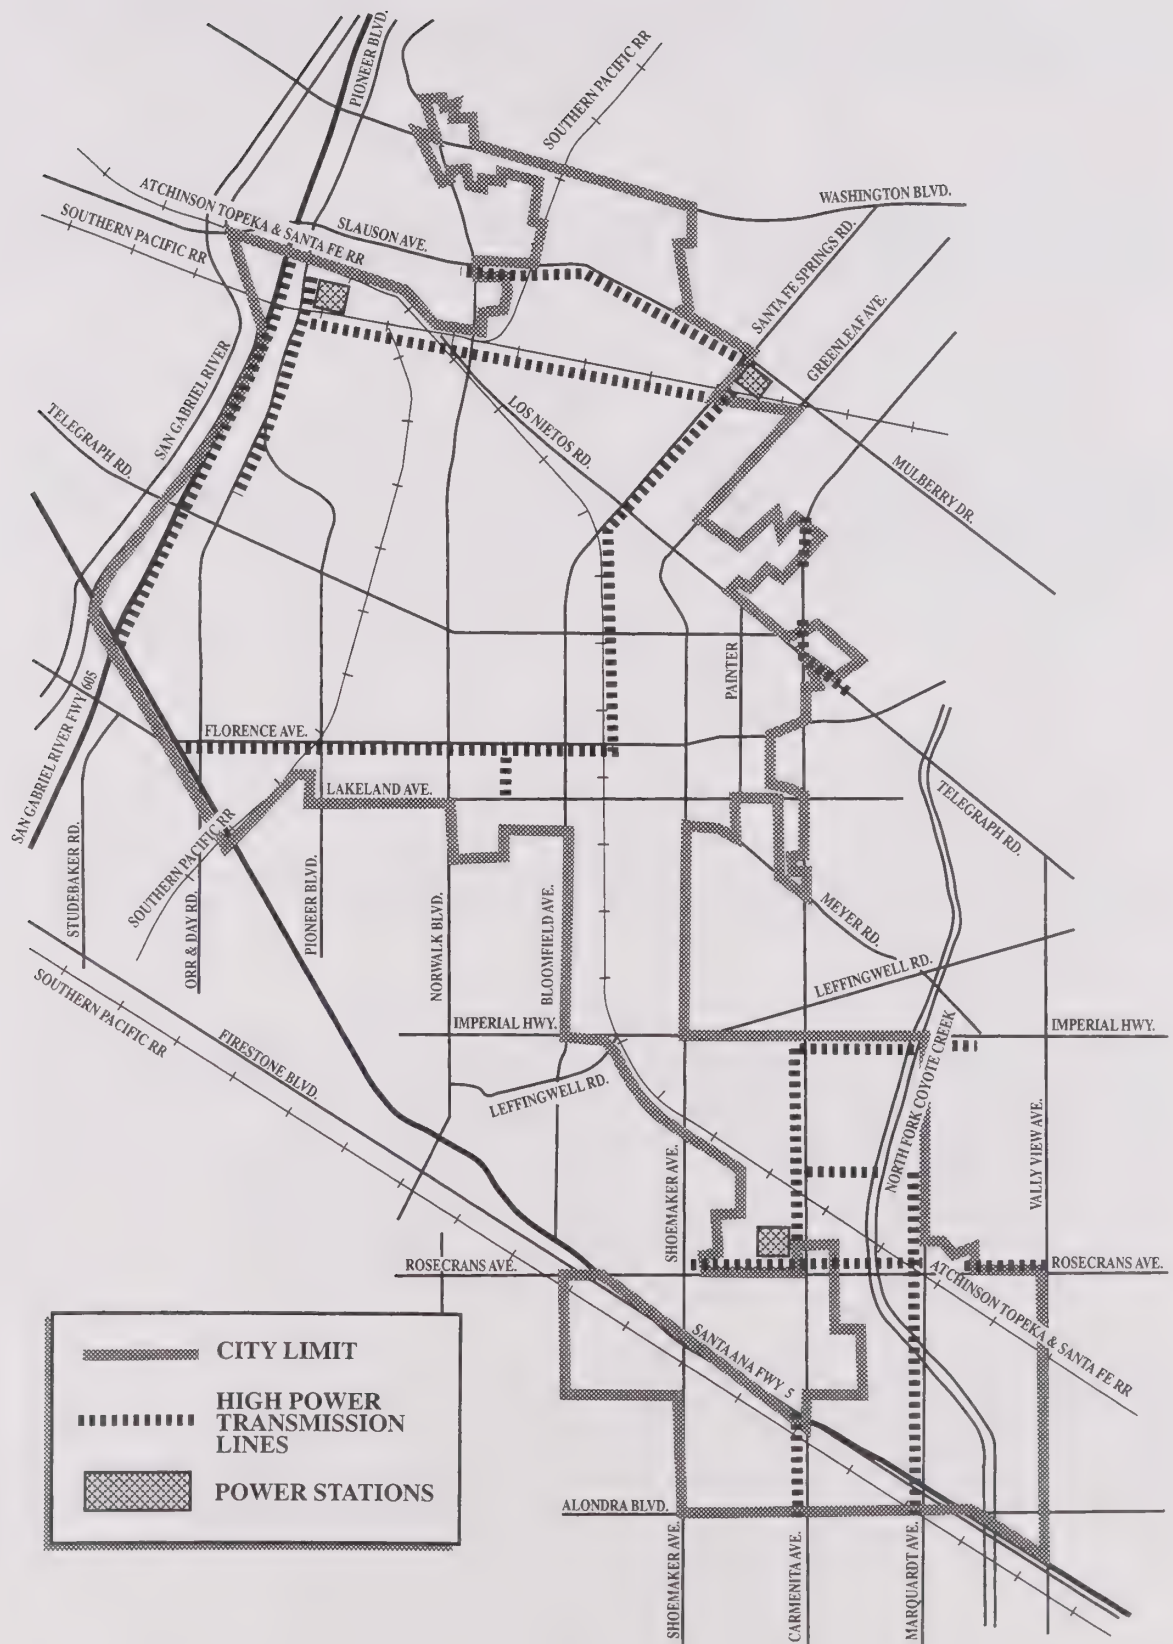 PIONEER BLVD.
SOUTHERN PACIFIC RR
ATCHINSON TOPEKA & SANTA FE RR
SOUTHERN PACIFIC RR
SLAUSON AVE.
WASHINGTON BLVD.
SANTA FE SPRINGS RD.
GREENLEAF AVE.
SAN GABRIEL RIVER
TELEGRAPH RD.
LOS NIETOS RD.
MULBERRY DR.
PAINTER
SAN GABRIEL RIVER FWY 605
FLORENCE AVE.
LAKELAND AVE.
TELEGRAPH RD.
STUDEBAKER RD.
SOUTHERN PACIFIC RR
ORR & DAY RD.
PIONEER BLVD.
NORWALK BLVD.
BLOOMFIELD AVE.
MEYER RD.
LEFFINGWELL RD.
SOUTHERN PACIFIC RR
FIRESTONE BLVD.
IMPERIAL HWY.
IMPERIAL HWY.
LEFFINGWELL RD.
NORTH FORK COYOTE CREEK
SHOEMAKER AVE.
VALLY VIEW AVE.
ROSECRANS AVE.
ROSECRANS AVE.
ATCHINSON TOPEKA & SANTA FE RR
SANTA ANA FWY 5
CITY LIMIT
HIGH POWER
TRANSMISSION
LINES
POWER STATIONS
ALONDRA BLVD.
SHOEMAKER AVE.
CARMENITA AVE.
MARQUARDT AVE.